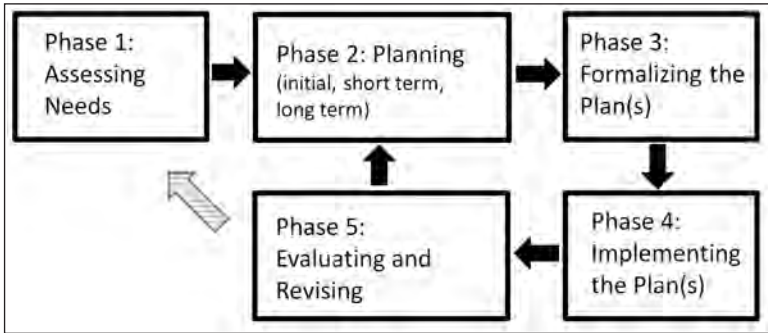 Phase 1:
Assessing
Needs
Phase 2: Planning
(initial, short term,
long term)
Phase 3:
Formalizing the
Plan(s)
Phase 4:
Implementing
the Plan(s)
Phase 5:
Evaluating and
Revising